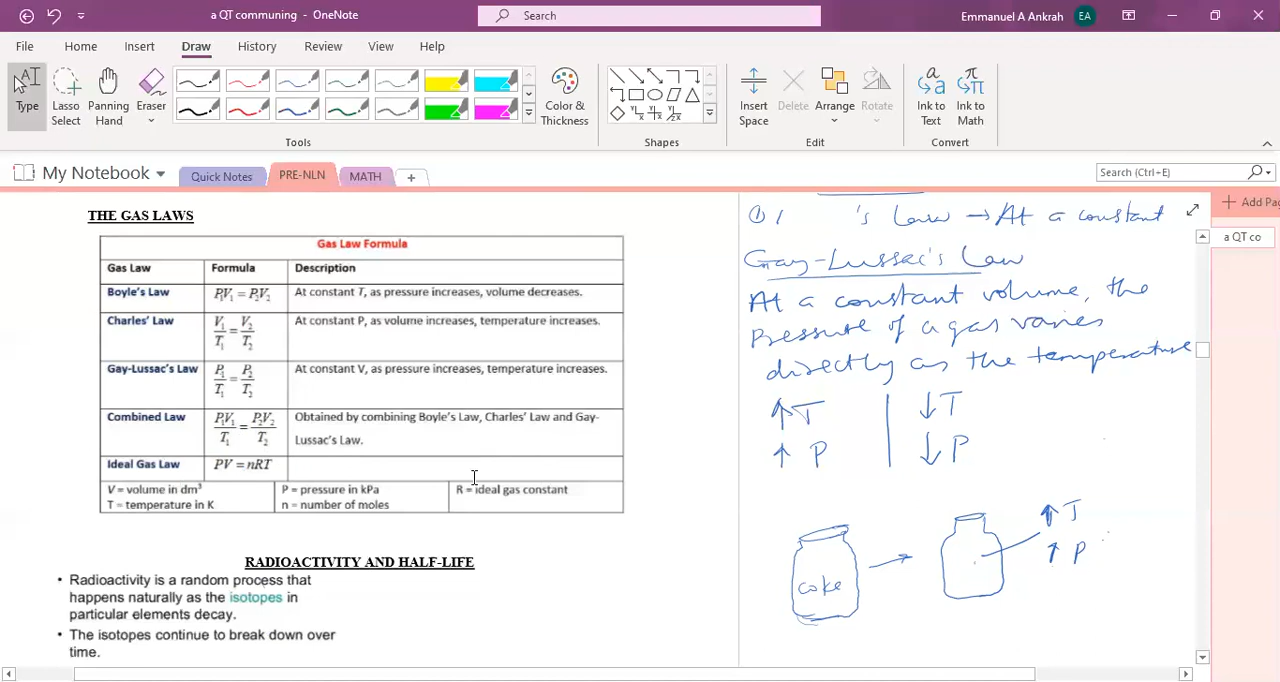 a QT communing - OneNote
Search
Emmanuel A Ankrah
EA
File
Home
Insert
Draw
History
Review
View
Help
Type
Lasso Select
Panning Hand
Eraser
Color & Thickness
Insert Space
Delete
Arrange
Rotate
Ink to Text
Ink to Math
Tools
Shapes
Edit
Convert
My Notebook
Quick Notes
PRE-NLN
MATH
Search (Ctrl+E)
Add Pag
a QT co
THE GAS LAWS
Gas Law Formula
Gas Law Formula Description
Boyle's Law P₁V₁ = P₂V₂ At constant T, as pressure increases, volume decreases.
Charles' Law V₁/T₁ = V₂/T₂ At constant P, as volume increases, temperature increases.
Gay-Lussac's Law P₁/T₁ = P₂/T₂ At constant V, as pressure increases, temperature increases.
Combined Law P₁V₁/T₁ = P₂V₂/T₂ Obtained by combining Boyle's Law, Charles' Law and Gay-
Lussac's Law.
Ideal Gas Law PV = nRT
V = volume in dm³ P = pressure in kPa R = ideal gas constant
T = temperature in K n = number of moles
RADIOACTIVITY AND HALF-LIFE
• Radioactivity is a random process that
happens naturally as the isotopes in
particular elements decay.
• The isotopes continue to break down over
time.
's Law → At a constant
Gay-Lussac's Law
At a constant volume, the
Pressure of a gas varies
directly as the temperature
↑T ↓T
↑ P ↓ P
coke
↑ T
↑ P